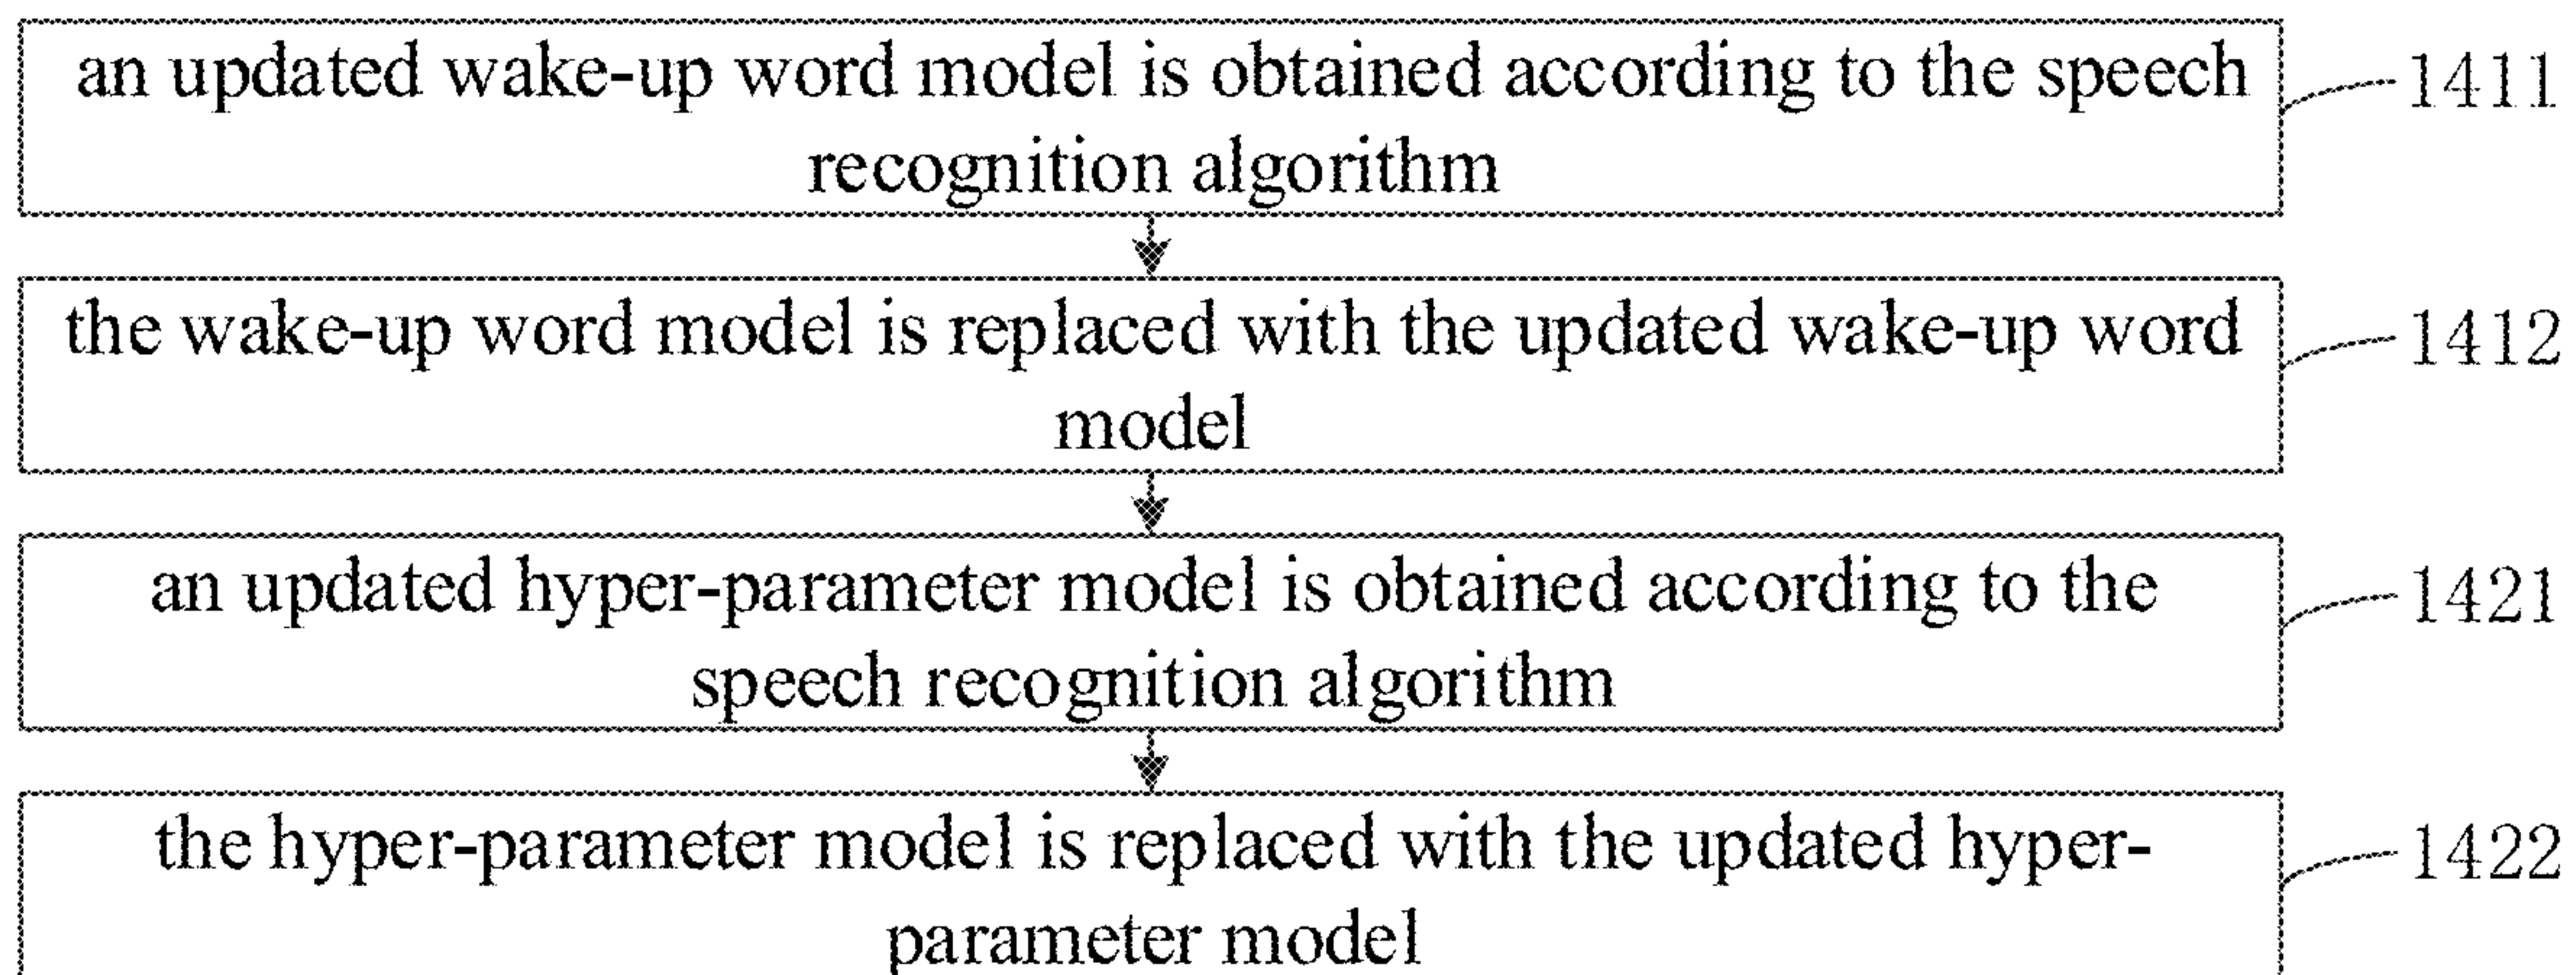 an updated wake-up word model is obtained according to the speech
recognition algorithm
1411
the wake-up word model is replaced with the updated wake-up word
model
1412
an updated hyper-parameter model is obtained according to the
speech recognition algorithm
1421
the hyper-parameter model is replaced with the updated hyper-
parameter model
1422